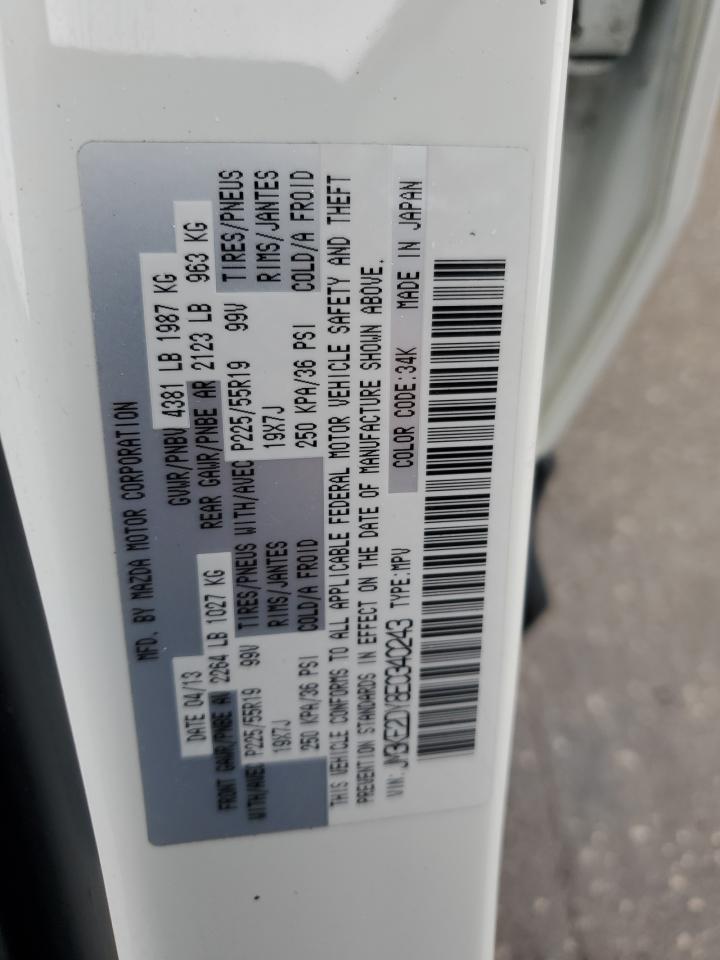 MFD. BY MAZDA MOTOR CORPORATION
DATE 04/13 GVWR/PNBV 4381 LB 1987 KG
FRONT GAWR/PNBE AV 2264 LB 1027 KG REAR GAWR/PNBE AR 2123 LB 963 KG
WITH/AVEC P225/55R19 99V TIRES/PNEUS WITH/AVEC P225/55R19 99V TIRES/PNEUS
19X7J RIMS/JANTES 19X7J RIMS/JANTES
250 KPA/36 PSI COLD/A FROID 250 KPA/36 PSI COLD/A FROID
THIS VEHICLE CONFORMS TO ALL APPLICABLE FEDERAL MOTOR VEHICLE SAFETY AND THEFT
PREVENTION STANDARDS IN EFFECT ON THE DATE OF MANUFACTURE SHOWN ABOVE.
VIN: JM3KE2DY8E0340243 TYPE:MPV COLOR CODE:34K MADE IN JAPAN